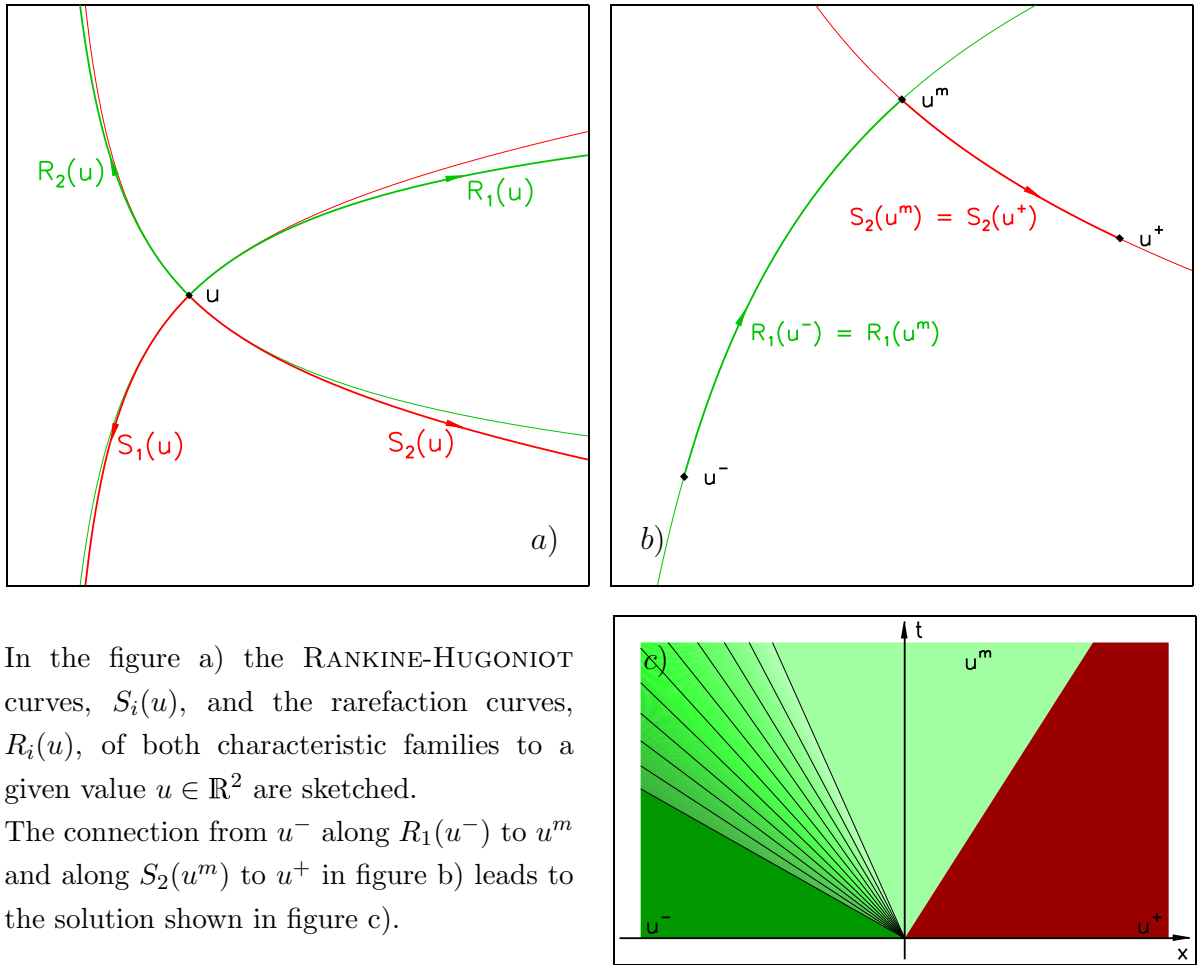 R₂(u)
R₁(u)
u
S₁(u)
S₂(u)
a)
uᵐ
S₂(uᵐ) = S₂(u⁺)
u⁺
R₁(u⁻) = R₁(uᵐ)
u⁻
b)
In the figure a) the RANKINE-HUGONIOT
curves, Sᵢ(u), and the rarefaction curves,
Rᵢ(u), of both characteristic families to a
given value u ∈ ℝ² are sketched.
The connection from u⁻ along R₁(u⁻) to uᵐ
and along S₂(uᵐ) to u⁺ in figure b) leads to
the solution shown in figure c).
t
c)
uᵐ
u⁻
u⁺
x